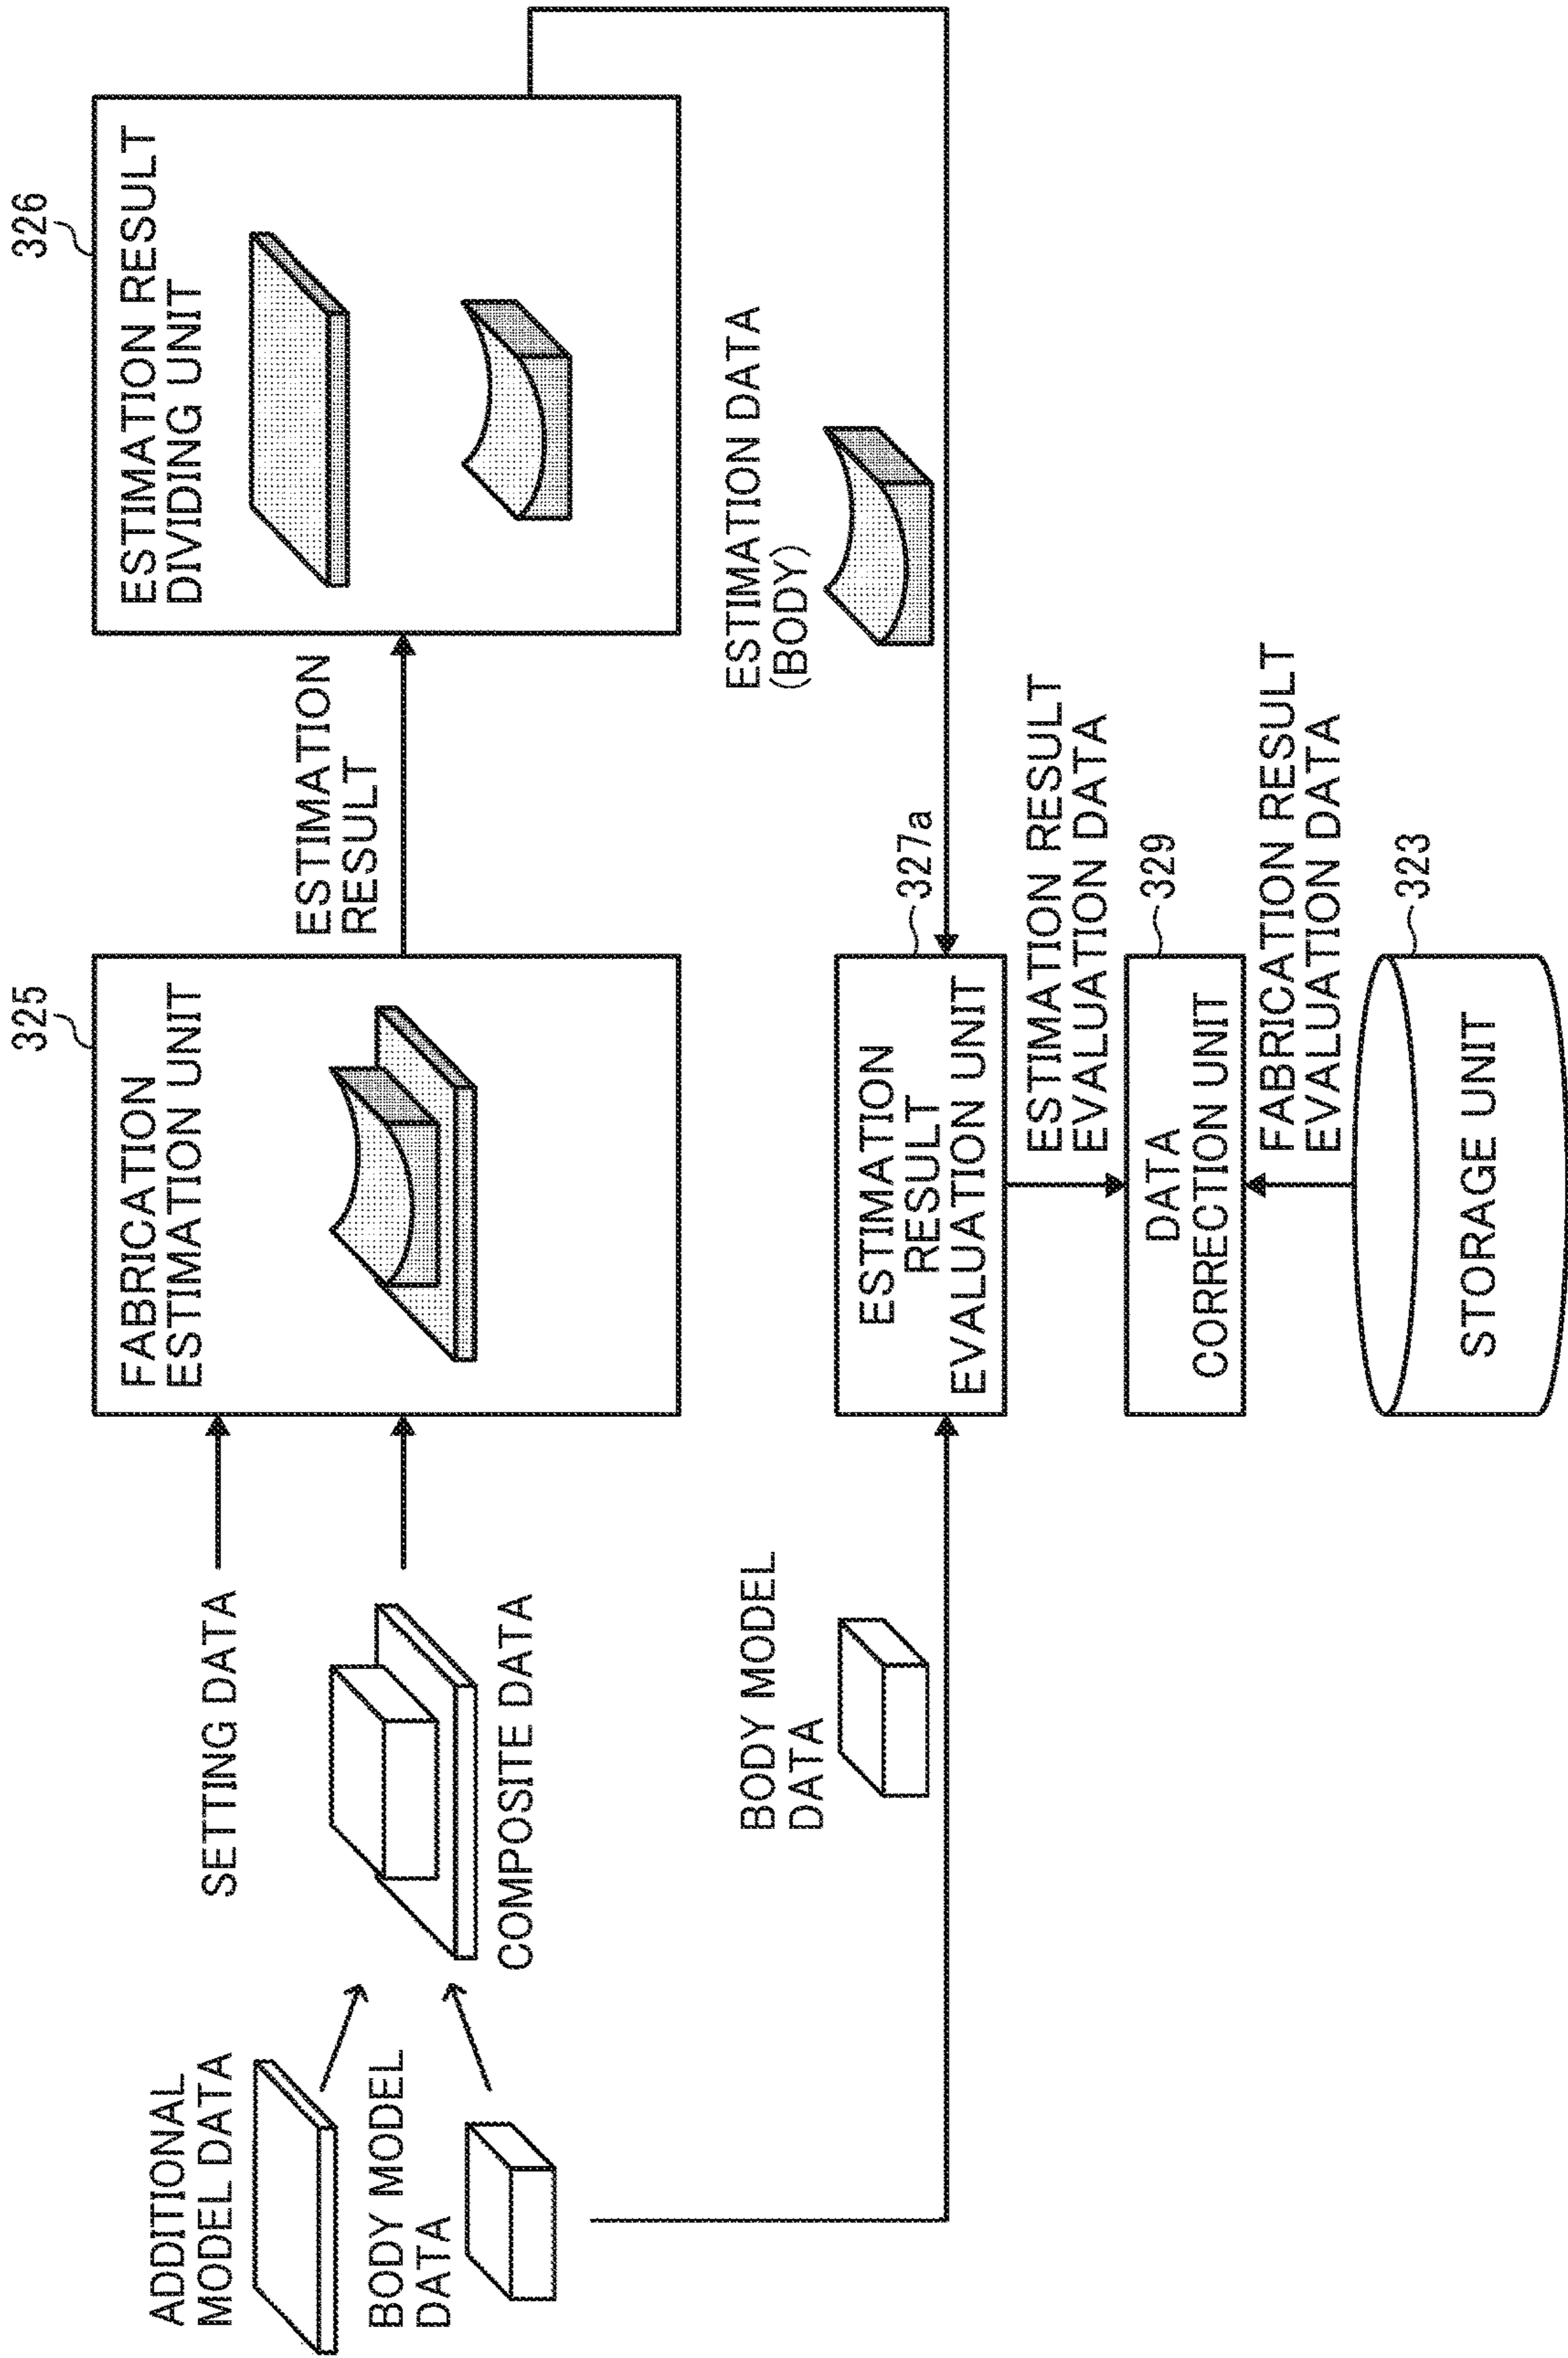 ADDITIONAL
MODEL DATA
BODY MODEL
DATA
SETTING DATA
COMPOSITE DATA
325
FABRICATION
ESTIMATION UNIT
ESTIMATION
RESULT
326
ESTIMATION RESULT
DIVIDING UNIT
BODY MODEL
DATA
ESTIMATION DATA
(BODY)
327a
ESTIMATION
RESULT
EVALUATION UNIT
ESTIMATION RESULT
EVALUATION DATA
329
DATA
CORRECTION UNIT
FABRICATION RESULT
EVALUATION DATA
323
STORAGE UNIT